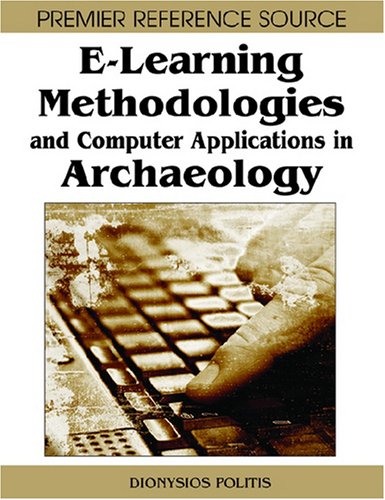 PREMIER REFERENCE SOURCE
E-Learning
Methodologies
and Computer Applications in
Archaeology
DIONYSIOS POLITIS